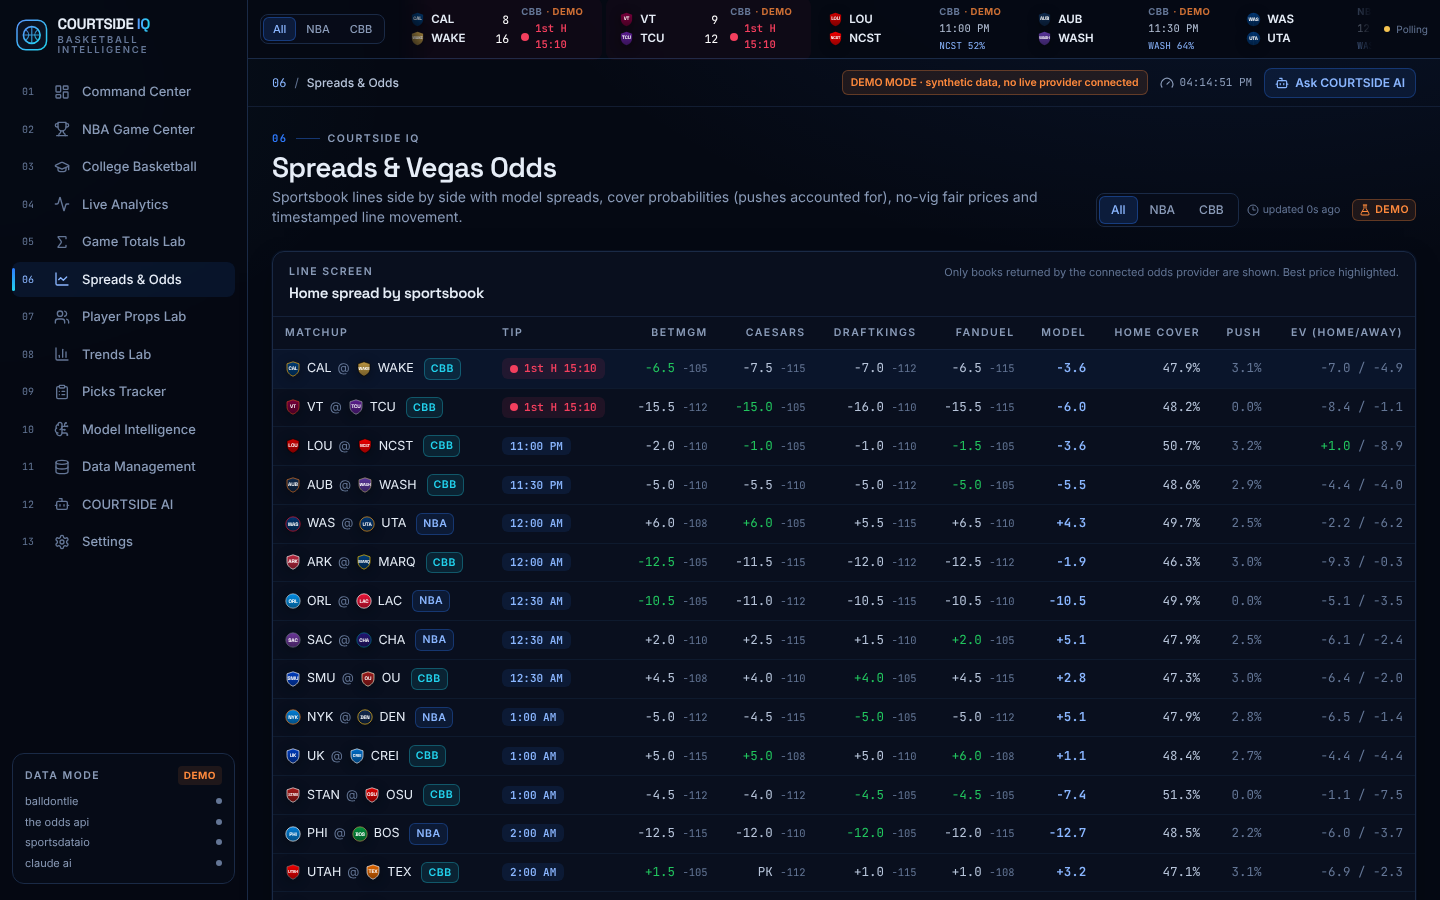 COURTSIDE IQ
BASKETBALL
INTELLIGENCE
All NBA CBB
CAL 8 CBB · DEMO
WAKE 16 1st H 15:10
VT 9 CBB · DEMO
TCU 12 1st H 15:10
LOU CBB · DEMO
NCST 11:00 PM
NCST 52%
AUB CBB · DEMO
WASH 11:30 PM
WASH 64%
WAS
UTA
Polling
01 Command Center
02 NBA Game Center
03 College Basketball
04 Live Analytics
05 Game Totals Lab
06 Spreads & Odds
07 Player Props Lab
08 Trends Lab
09 Picks Tracker
10 Model Intelligence
11 Data Management
12 COURTSIDE AI
13 Settings
DATA MODE DEMO
balldontlie
the odds api
sportsdataio
claude ai
06 / Spreads & Odds
DEMO MODE · synthetic data, no live provider connected
04:14:51 PM
Ask COURTSIDE AI
06 COURTSIDE IQ
Spreads & Vegas Odds
Sportsbook lines side by side with model spreads, cover probabilities (pushes accounted for), no-vig fair prices and
timestamped line movement.
All NBA CBB
updated 0s ago
DEMO
LINE SCREEN
Home spread by sportsbook
Only books returned by the connected odds provider are shown. Best price highlighted.
MATCHUP TIP BETMGM CAESARS DRAFTKINGS FANDUEL MODEL HOME COVER PUSH EV (HOME/AWAY)
CAL @ WAKE CBB 1st H 15:10 -6.5 -105 -7.5 -115 -7.0 -112 -6.5 -115 -3.6 47.9% 3.1% -7.0 / -4.9
VT @ TCU CBB 1st H 15:10 -15.5 -112 -15.0 -105 -16.0 -110 -15.5 -115 -6.0 48.2% 0.0% -8.4 / -1.1
LOU @ NCST CBB 11:00 PM -2.0 -110 -1.0 -105 -1.0 -110 -1.5 -105 -3.6 50.7% 3.2% +1.0 / -8.9
AUB @ WASH CBB 11:30 PM -5.0 -110 -5.5 -110 -5.0 -112 -5.0 -105 -5.5 48.6% 2.9% -4.4 / -4.0
WAS @ UTA NBA 12:00 AM +6.0 -108 +6.0 -105 +5.5 -115 +6.5 -110 +4.3 49.7% 2.5% -2.2 / -6.2
ARK @ MARQ CBB 12:00 AM -12.5 -105 -11.5 -115 -12.0 -110 -12.5 -112 -1.9 46.3% 3.0% -9.3 / -0.3
ORL @ LAC NBA 12:30 AM -10.5 -105 -11.0 -112 -10.5 -115 -10.5 -110 -10.5 49.9% 0.0% -5.1 / -3.5
SAC @ CHA NBA 12:30 AM +2.0 -110 +2.5 -115 +1.5 -110 +2.0 -105 +5.1 47.9% 2.5% -6.1 / -2.4
SMU @ OU CBB 12:30 AM +4.5 -108 +4.0 -110 +4.0 -105 +4.5 -115 +2.8 47.3% 3.0% -6.4 / -2.0
NYK @ DEN NBA 1:00 AM -5.0 -112 -4.5 -115 -5.0 -105 -5.0 -112 +5.1 47.9% 2.8% -6.5 / -1.4
UK @ CREI CBB 1:00 AM +5.0 -115 +5.0 -108 +5.0 -110 +6.0 -108 +1.1 48.4% 2.7% -4.4 / -4.4
STAN @ OSU CBB 1:00 AM -4.5 -112 -4.0 -112 -4.5 -105 -4.5 -105 -7.4 51.3% 0.0% -1.1 / -7.5
PHI @ BOS NBA 2:00 AM -12.5 -115 -12.0 -110 -12.0 -105 -12.0 -115 -12.7 48.5% 2.2% -6.0 / -3.7
UTAH @ TEX CBB 2:00 AM +1.5 -105 PK -112 +1.0 -115 +1.0 -108 +3.2 47.1% 3.1% -6.9 / -2.3